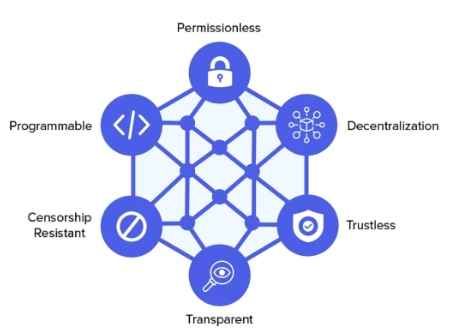 Permissionless
Programmable
Decentralization
Censorship
Resistant
Trustless
Transparent